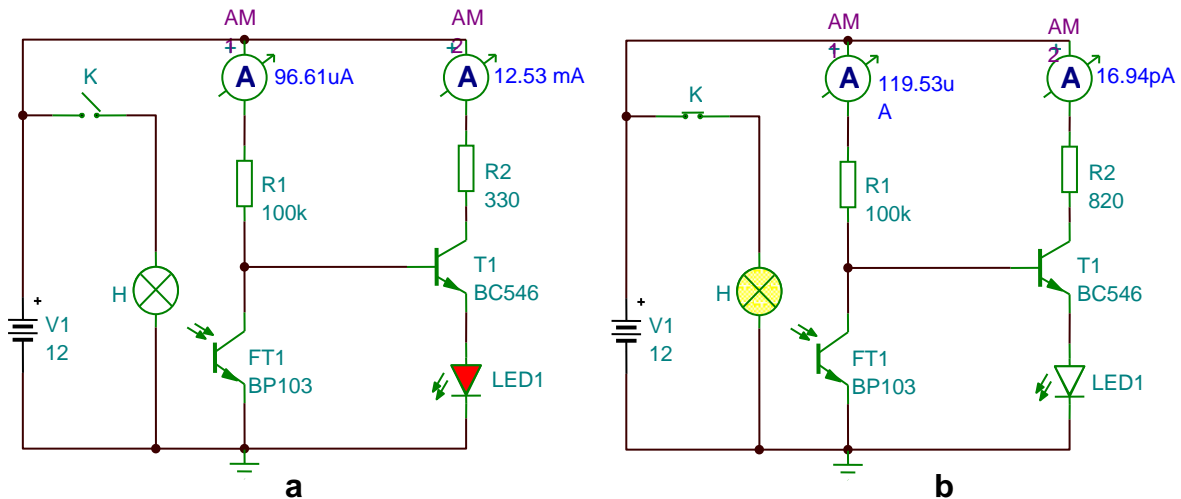 AM
1
+
A
96.61uA
AM
2
+
A
12.53 mA
K
R1
100k
R2
330
T1
BC546
H
+
V1
12
FT1
BP103
LED1
a
AM
1
+
A
119.53u
A
AM
2
+
A
16.94pA
K
R1
100k
R2
820
T1
BC546
H
+
V1
12
FT1
BP103
LED1
b